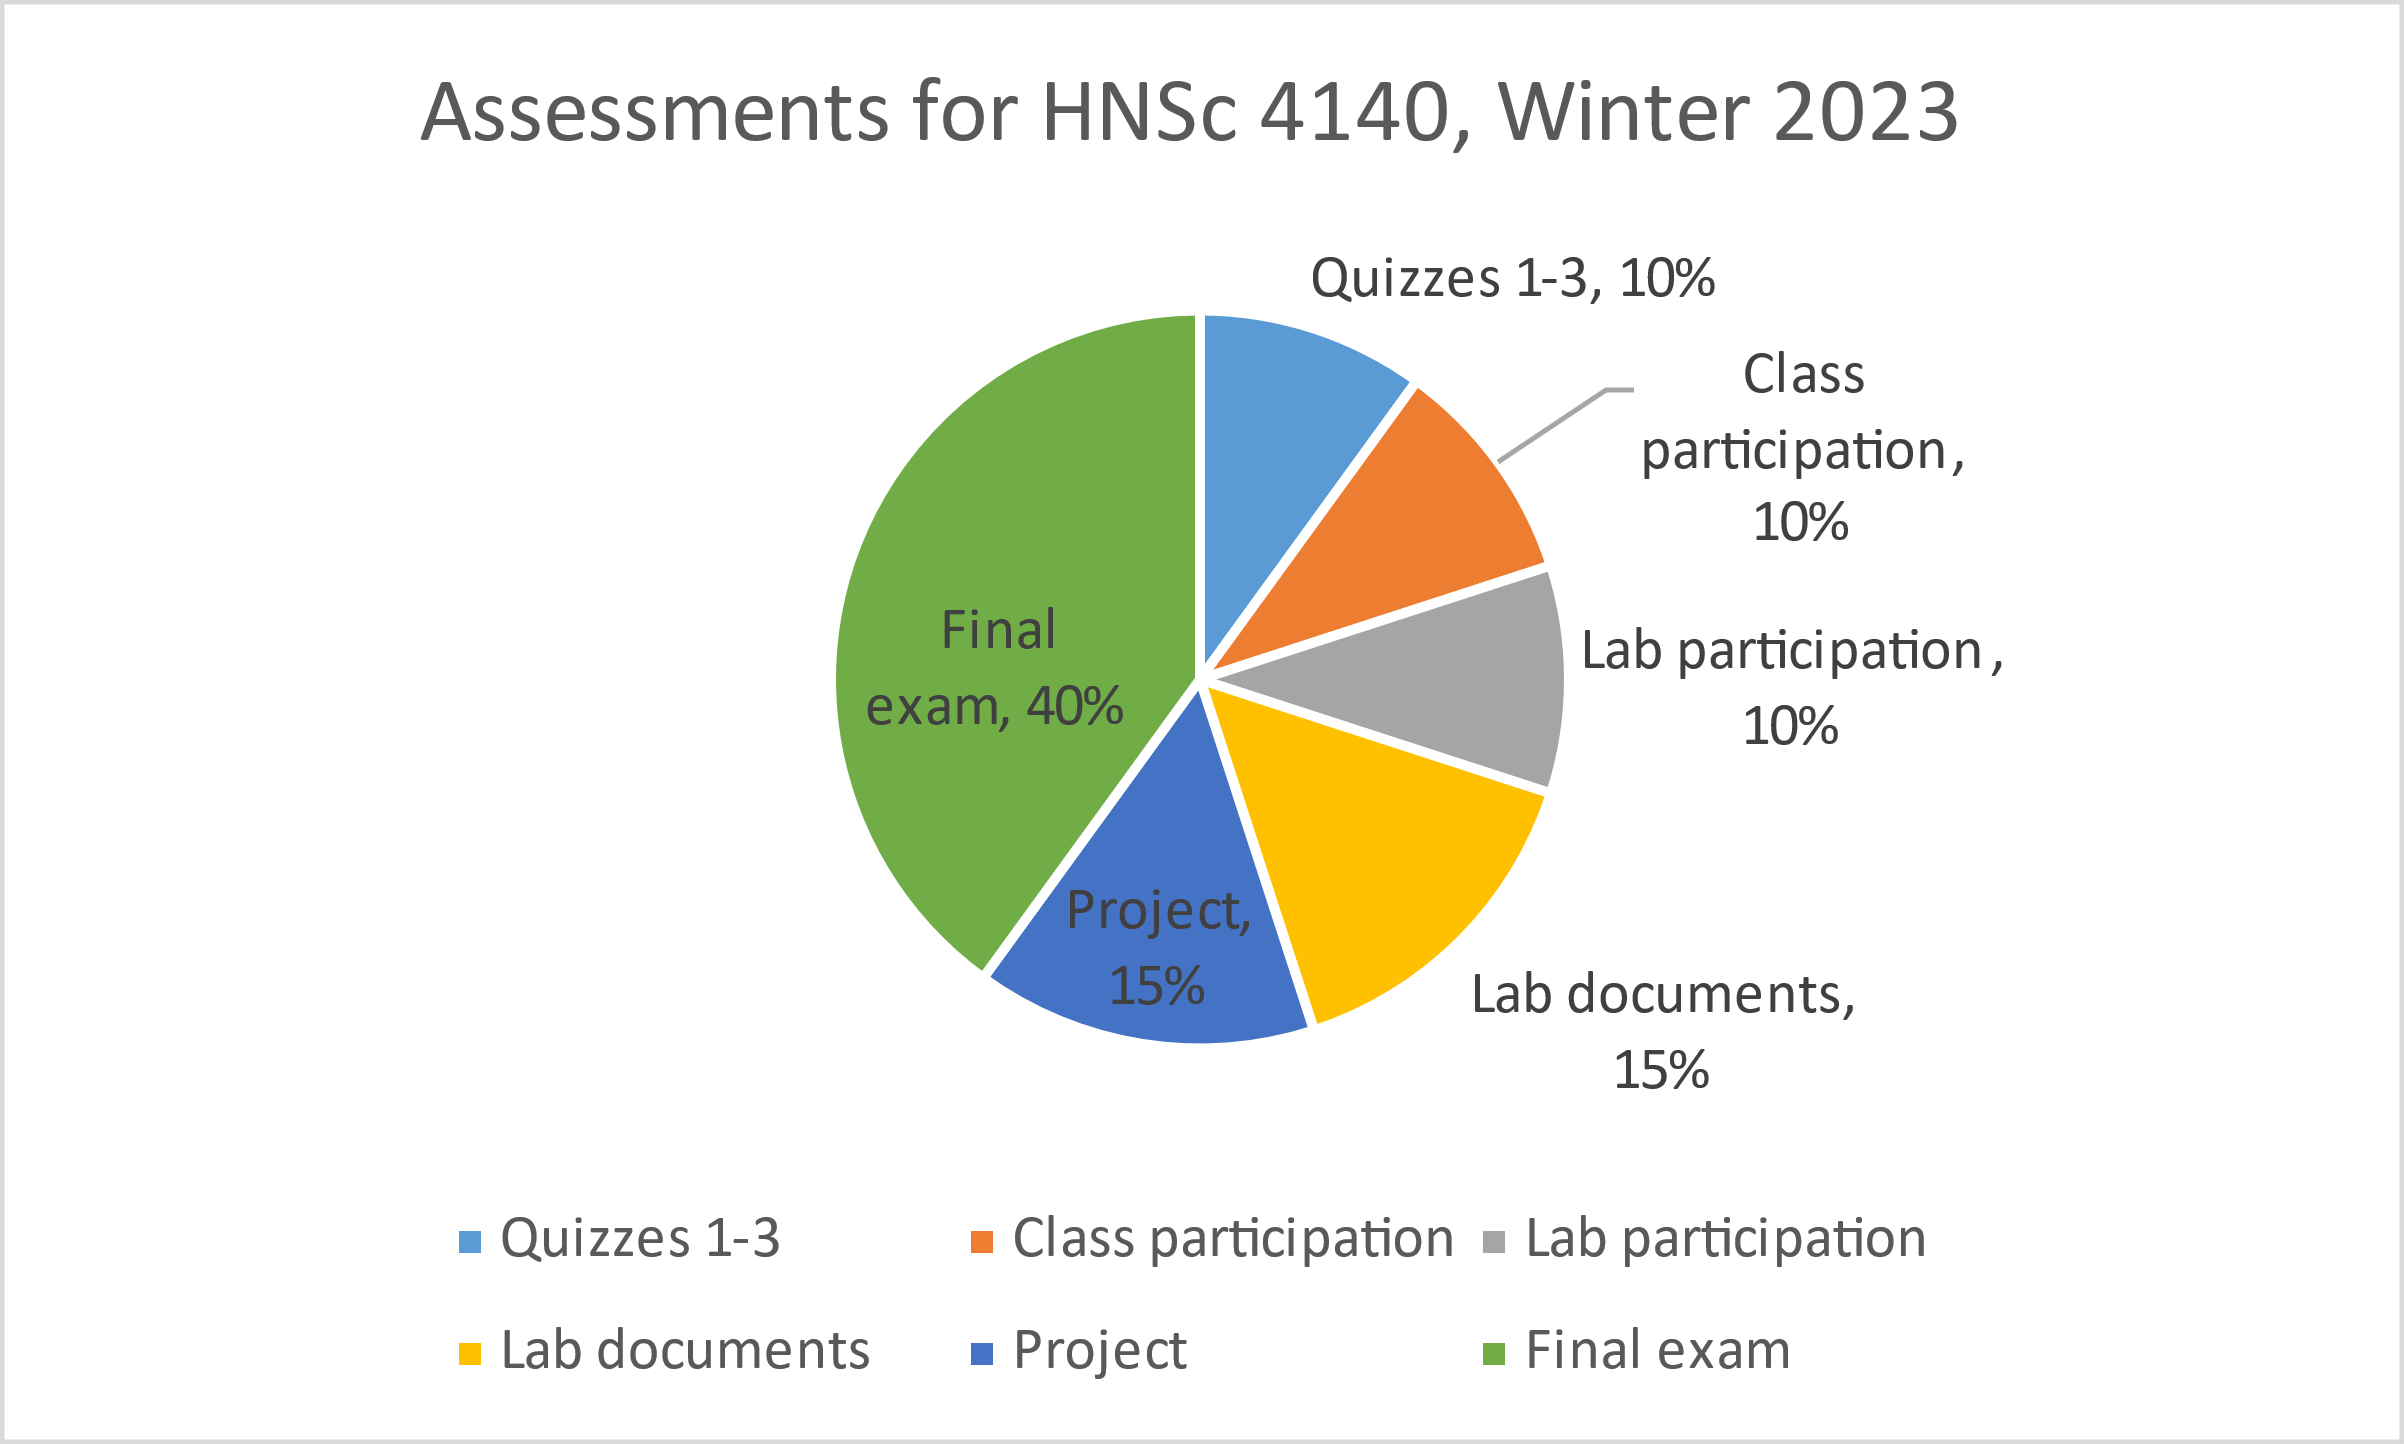 Assessments for HNSc 4140, Winter 2023
Quizzes 1-3, 10%
Class
participation,
10%
Lab participation ,
10%
Lab documents,
15%
Project,
15%
Final
exam, 40%
Quizzes 1-3
Class participation
Lab participation
Lab documents
Project
Final exam